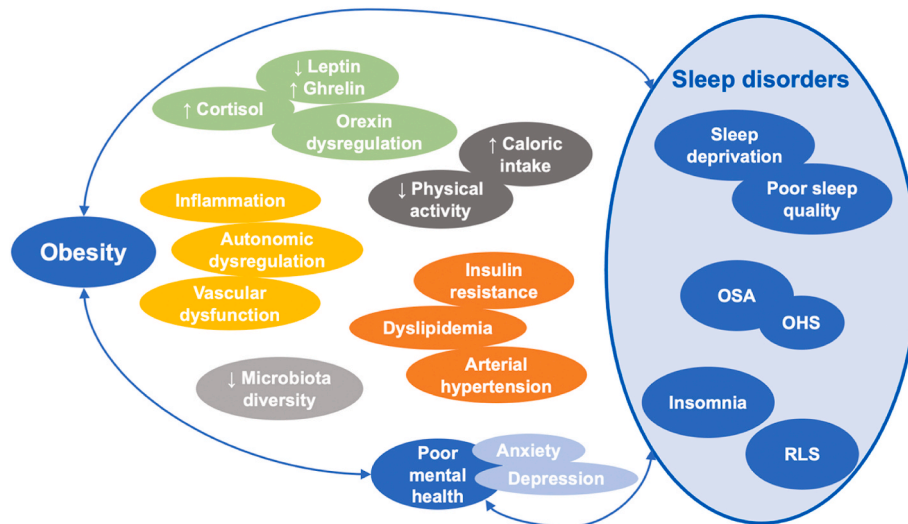 ↓ Leptin
↑ Ghrelin
↑ Cortisol
Orexin
dysregulation
↑ Caloric
intake
↓ Physical
activity
Inflammation
Autonomic
dysregulation
Vascular
dysfunction
Obesity
Insulin
resistance
Dyslipidemia
Arterial
hypertension
↓ Microbiota
diversity
Poor
mental
health
Anxiety
Depression
Sleep disorders
Sleep
deprivation
Poor sleep
quality
OSA
OHS
Insomnia
RLS